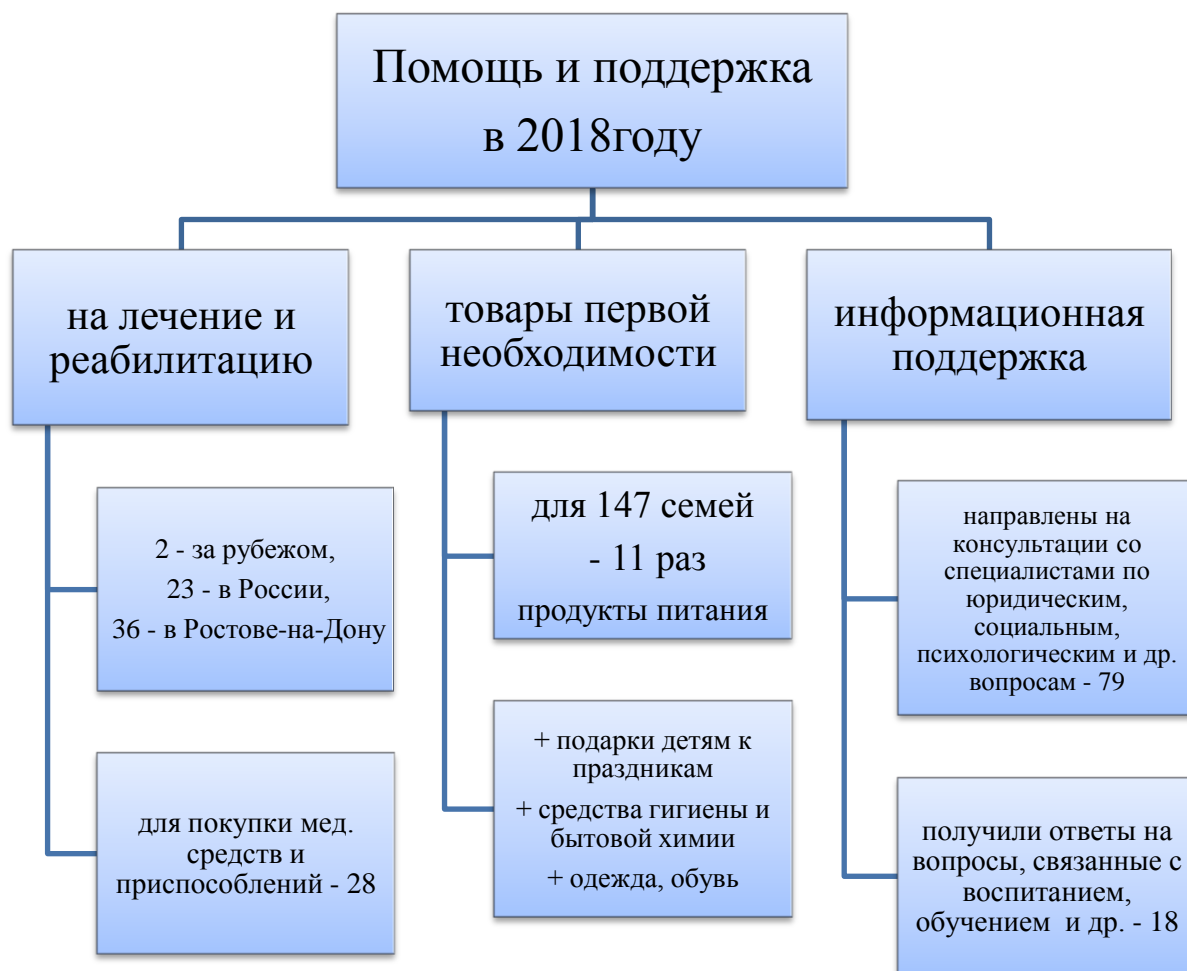 Помощь и поддержка
в 2018году
на лечение и
реабилитацию
2 - за рубежом,
23 - в России,
36 - в Ростове-на-Дону
для покупки мед.
средств и
приспособлений - 28
товары первой
необходимости
для 147 семей
- 11 раз
продукты питания
+ подарки детям к
праздникам
+ средства гигиены и
бытовой химии
+ одежда, обувь
информационная
поддержка
направлены на
консультации со
специалистами по
юридическим,
социальным,
психологическим и др.
вопросам - 79
получили ответы на
вопросы, связанные с
воспитанием,
обучением и др. - 18